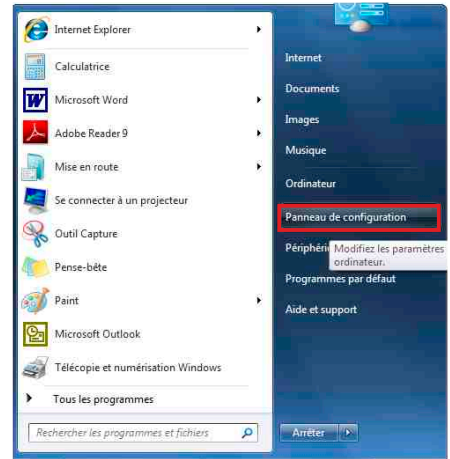 Internet Explorer
Calculatrice
Microsoft Word
Adobe Reader 9
Mise en route
Se connecter à un projecteur
Outil Capture
Pense-bête
Paint
Microsoft Outlook
Télécopie et numérisation Windows
Tous les programmes
Rechercher les programmes et fichiers
Internet
Documents
Images
Musique
Ordinateur
Panneau de configuration
Modifiez les paramètres
ordinateur.
Programmes par défaut
Aide et support
Arrêter